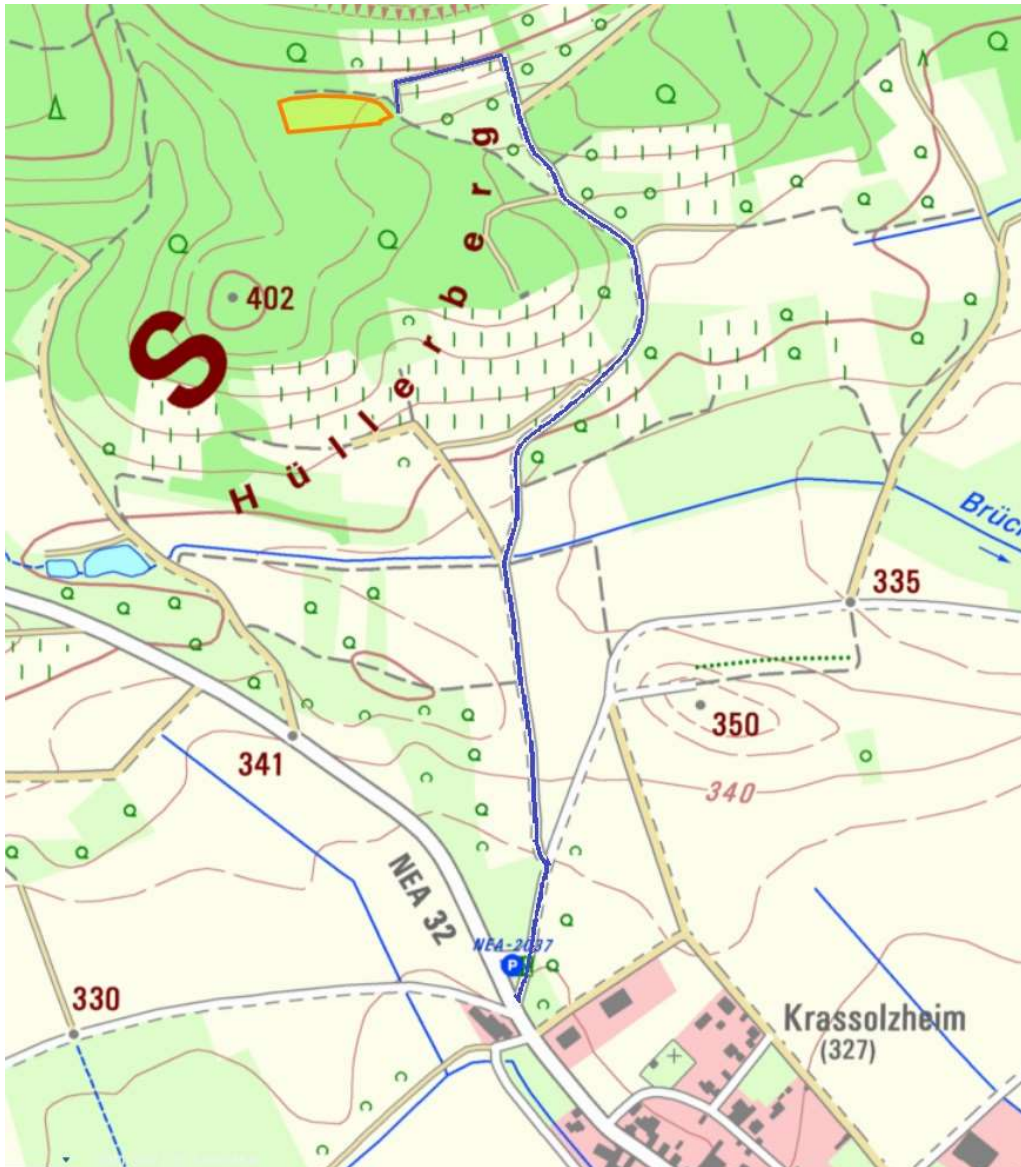 S
Hüllerberg
402
Brüc
335
350
341
340
NEA 32
NEA-2037
P
330
Krassolzheim
(327)